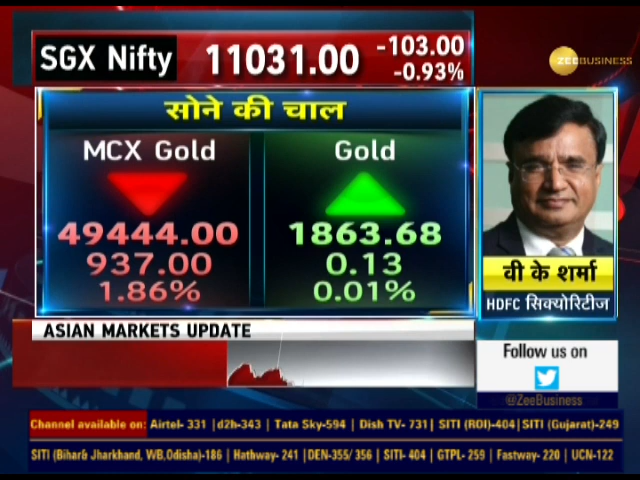 SGX Nifty 11031.00 -103.00 -0.93%
ZEEBUSINESS
सोने की चाल
MCX Gold
49444.00
937.00
1.86%
Gold
1863.68
0.13
0.01%
वी के शर्मा
HDFC सिक्योरिटीज
ASIAN MARKETS UPDATE
Follow us on
@ZeeBusiness
Channel available on: Airtel- 331 | d2h-343 | Tata Sky-594 | Dish TV- 731| SITI (ROI)-404| SITI (Gujarat)-249
SITI (Bihar& Jharkhand, WB,Odisha)-186 | Hathway- 241 |DEN-355/ 356 | SITI- 404 | GTPL- 259 | Fastway- 220 | UCN-122